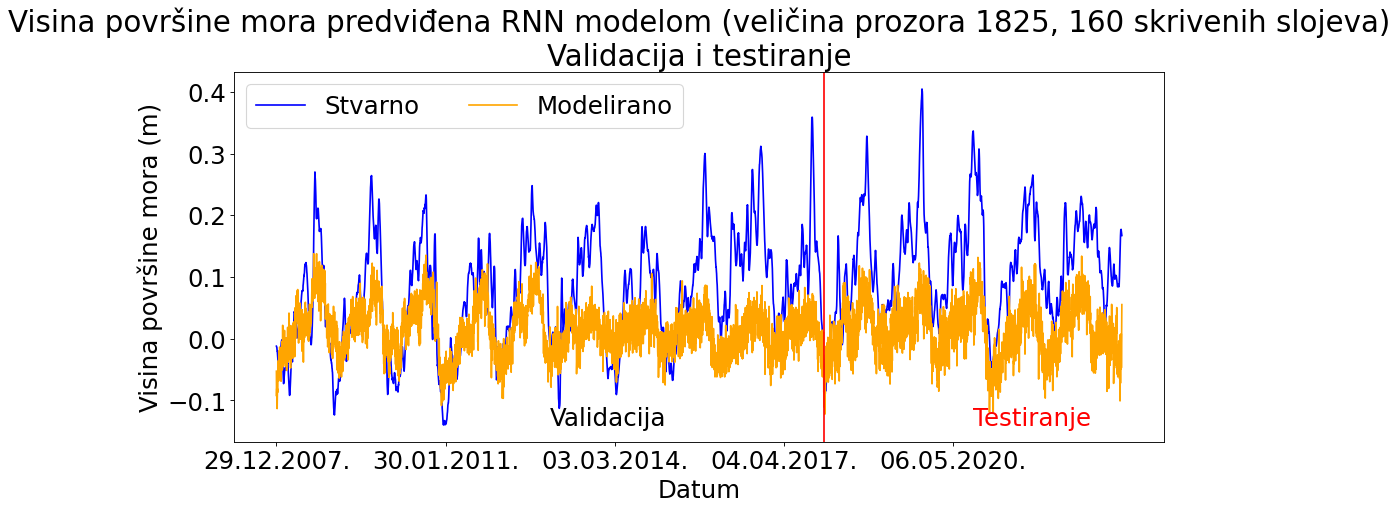 Visina površine mora predviđena RNN modelom (veličina prozora 1825, 160 skrivenih slojeva)
Validacija i testiranje
Stvarno
Modelirano
Visina površine mora (m)
0.4
0.3
0.2
0.1
0.0
−0.1
Validacija
Testiranje
29.12.2007.
30.01.2011.
03.03.2014.
04.04.2017.
06.05.2020.
Datum